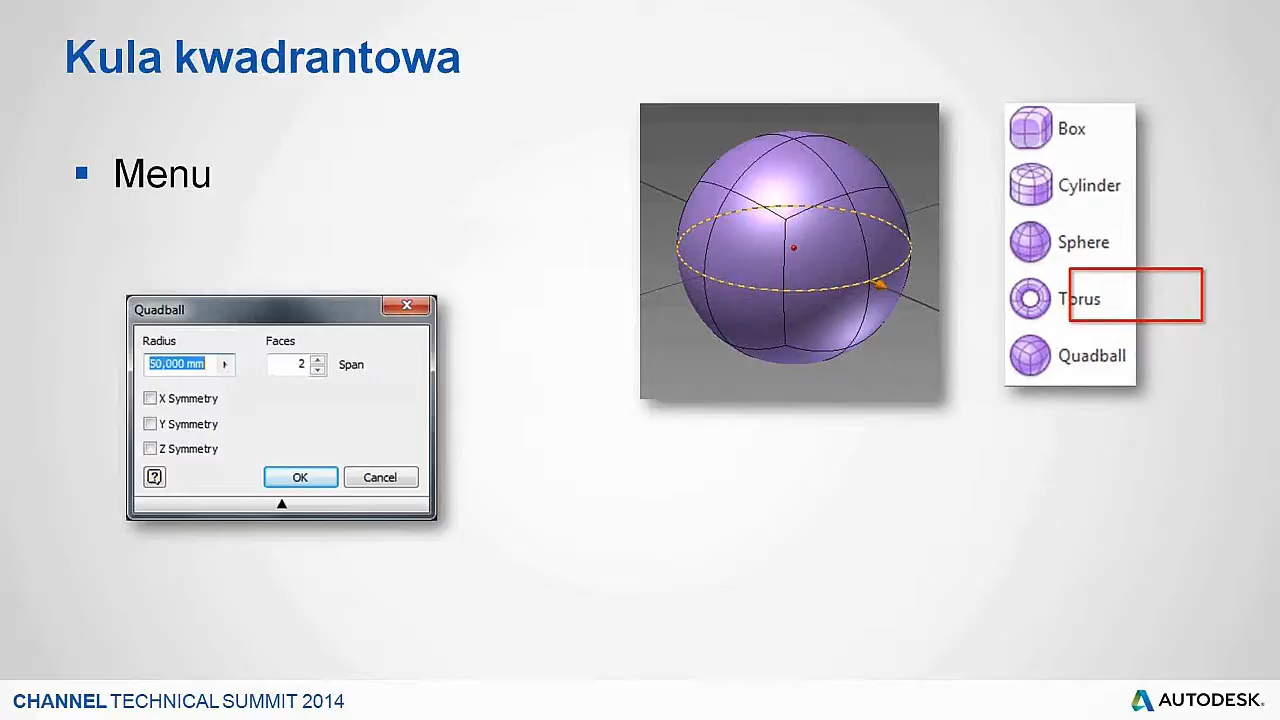 Kula kwadrantowa
Menu
Quadball
Radius
Faces
50,000 mm
2
Span
X Symmetry
Y Symmetry
Z Symmetry
OK
Cancel
Box
Cylinder
Sphere
Torus
Quadball
CHANNEL TECHNICAL SUMMIT 2014
AUTODESK.